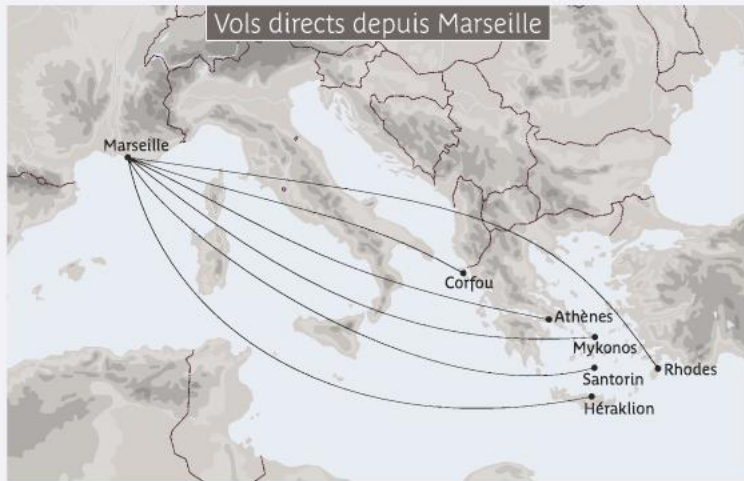 Vols directs depuis Marseille
Marseille
Corfou
Athènes
Mykonos
Santorin
Rhodes
Héraklion